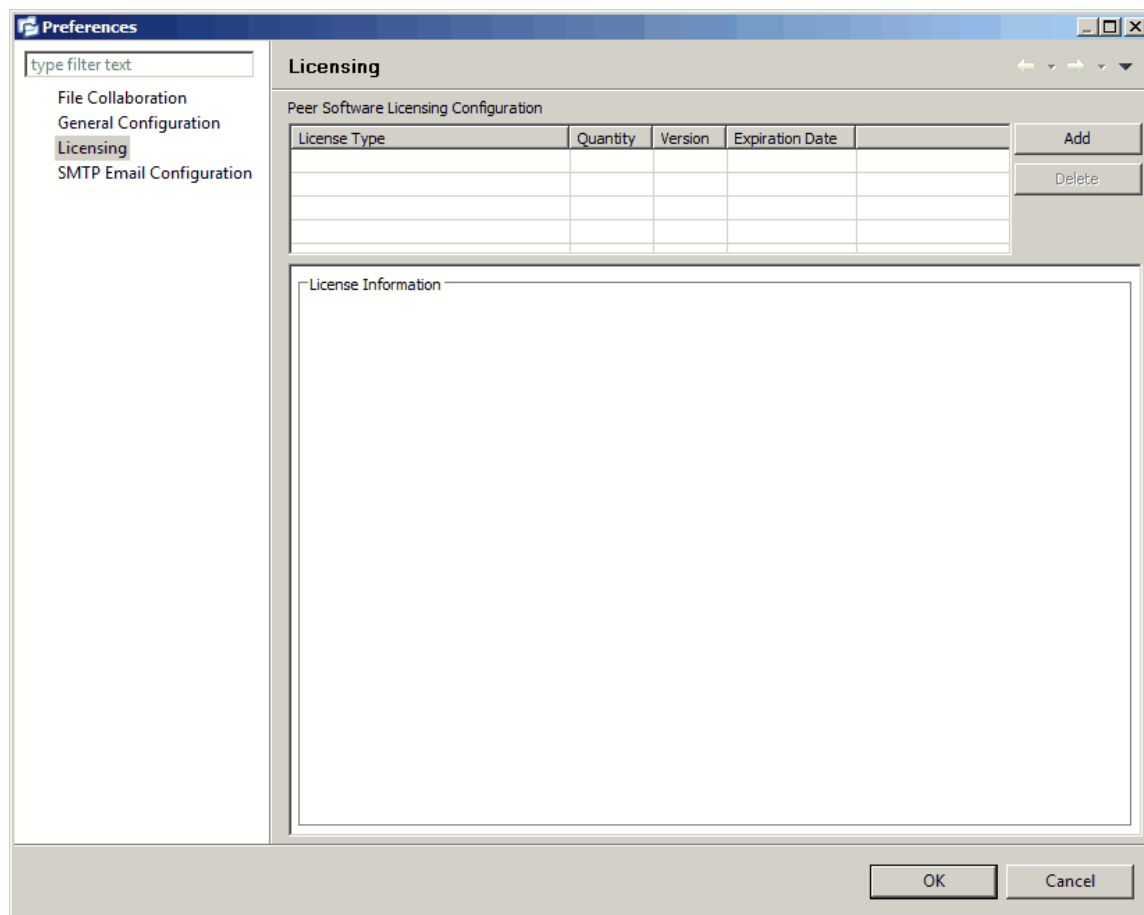 Preferences
type filter text
File Collaboration
General Configuration
Licensing
SMTP Email Configuration
Licensing
Peer Software Licensing Configuration
License Type Quantity Version Expiration Date
Add
Delete
License Information
OK Cancel